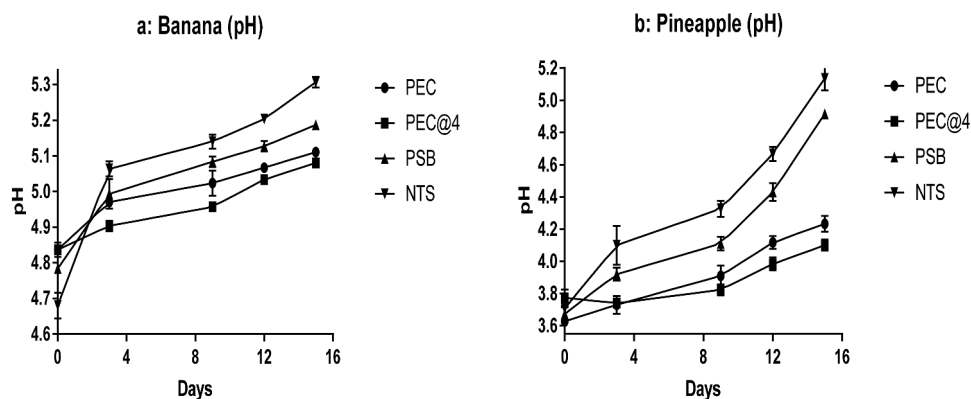 a: Banana (pH)
5.3
5.2
5.1
5.0
4.9
4.8
4.7
4.6
pH
0 4 8 12 16
Days
PEC
PEC@4
PSB
NTS
b: Pineapple (pH)
5.2
5.0
4.8
4.6
4.4
4.2
4.0
3.8
3.6
pH
0 4 8 12 16
Days
PEC
PEC@4
PSB
NTS